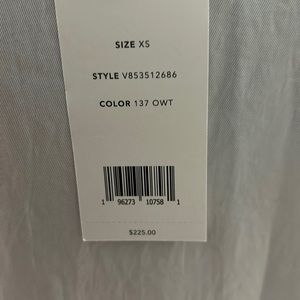 SIZE XS
STYLE V853512686
COLOR 137 OWT
1 96273 10758 1
$225.00